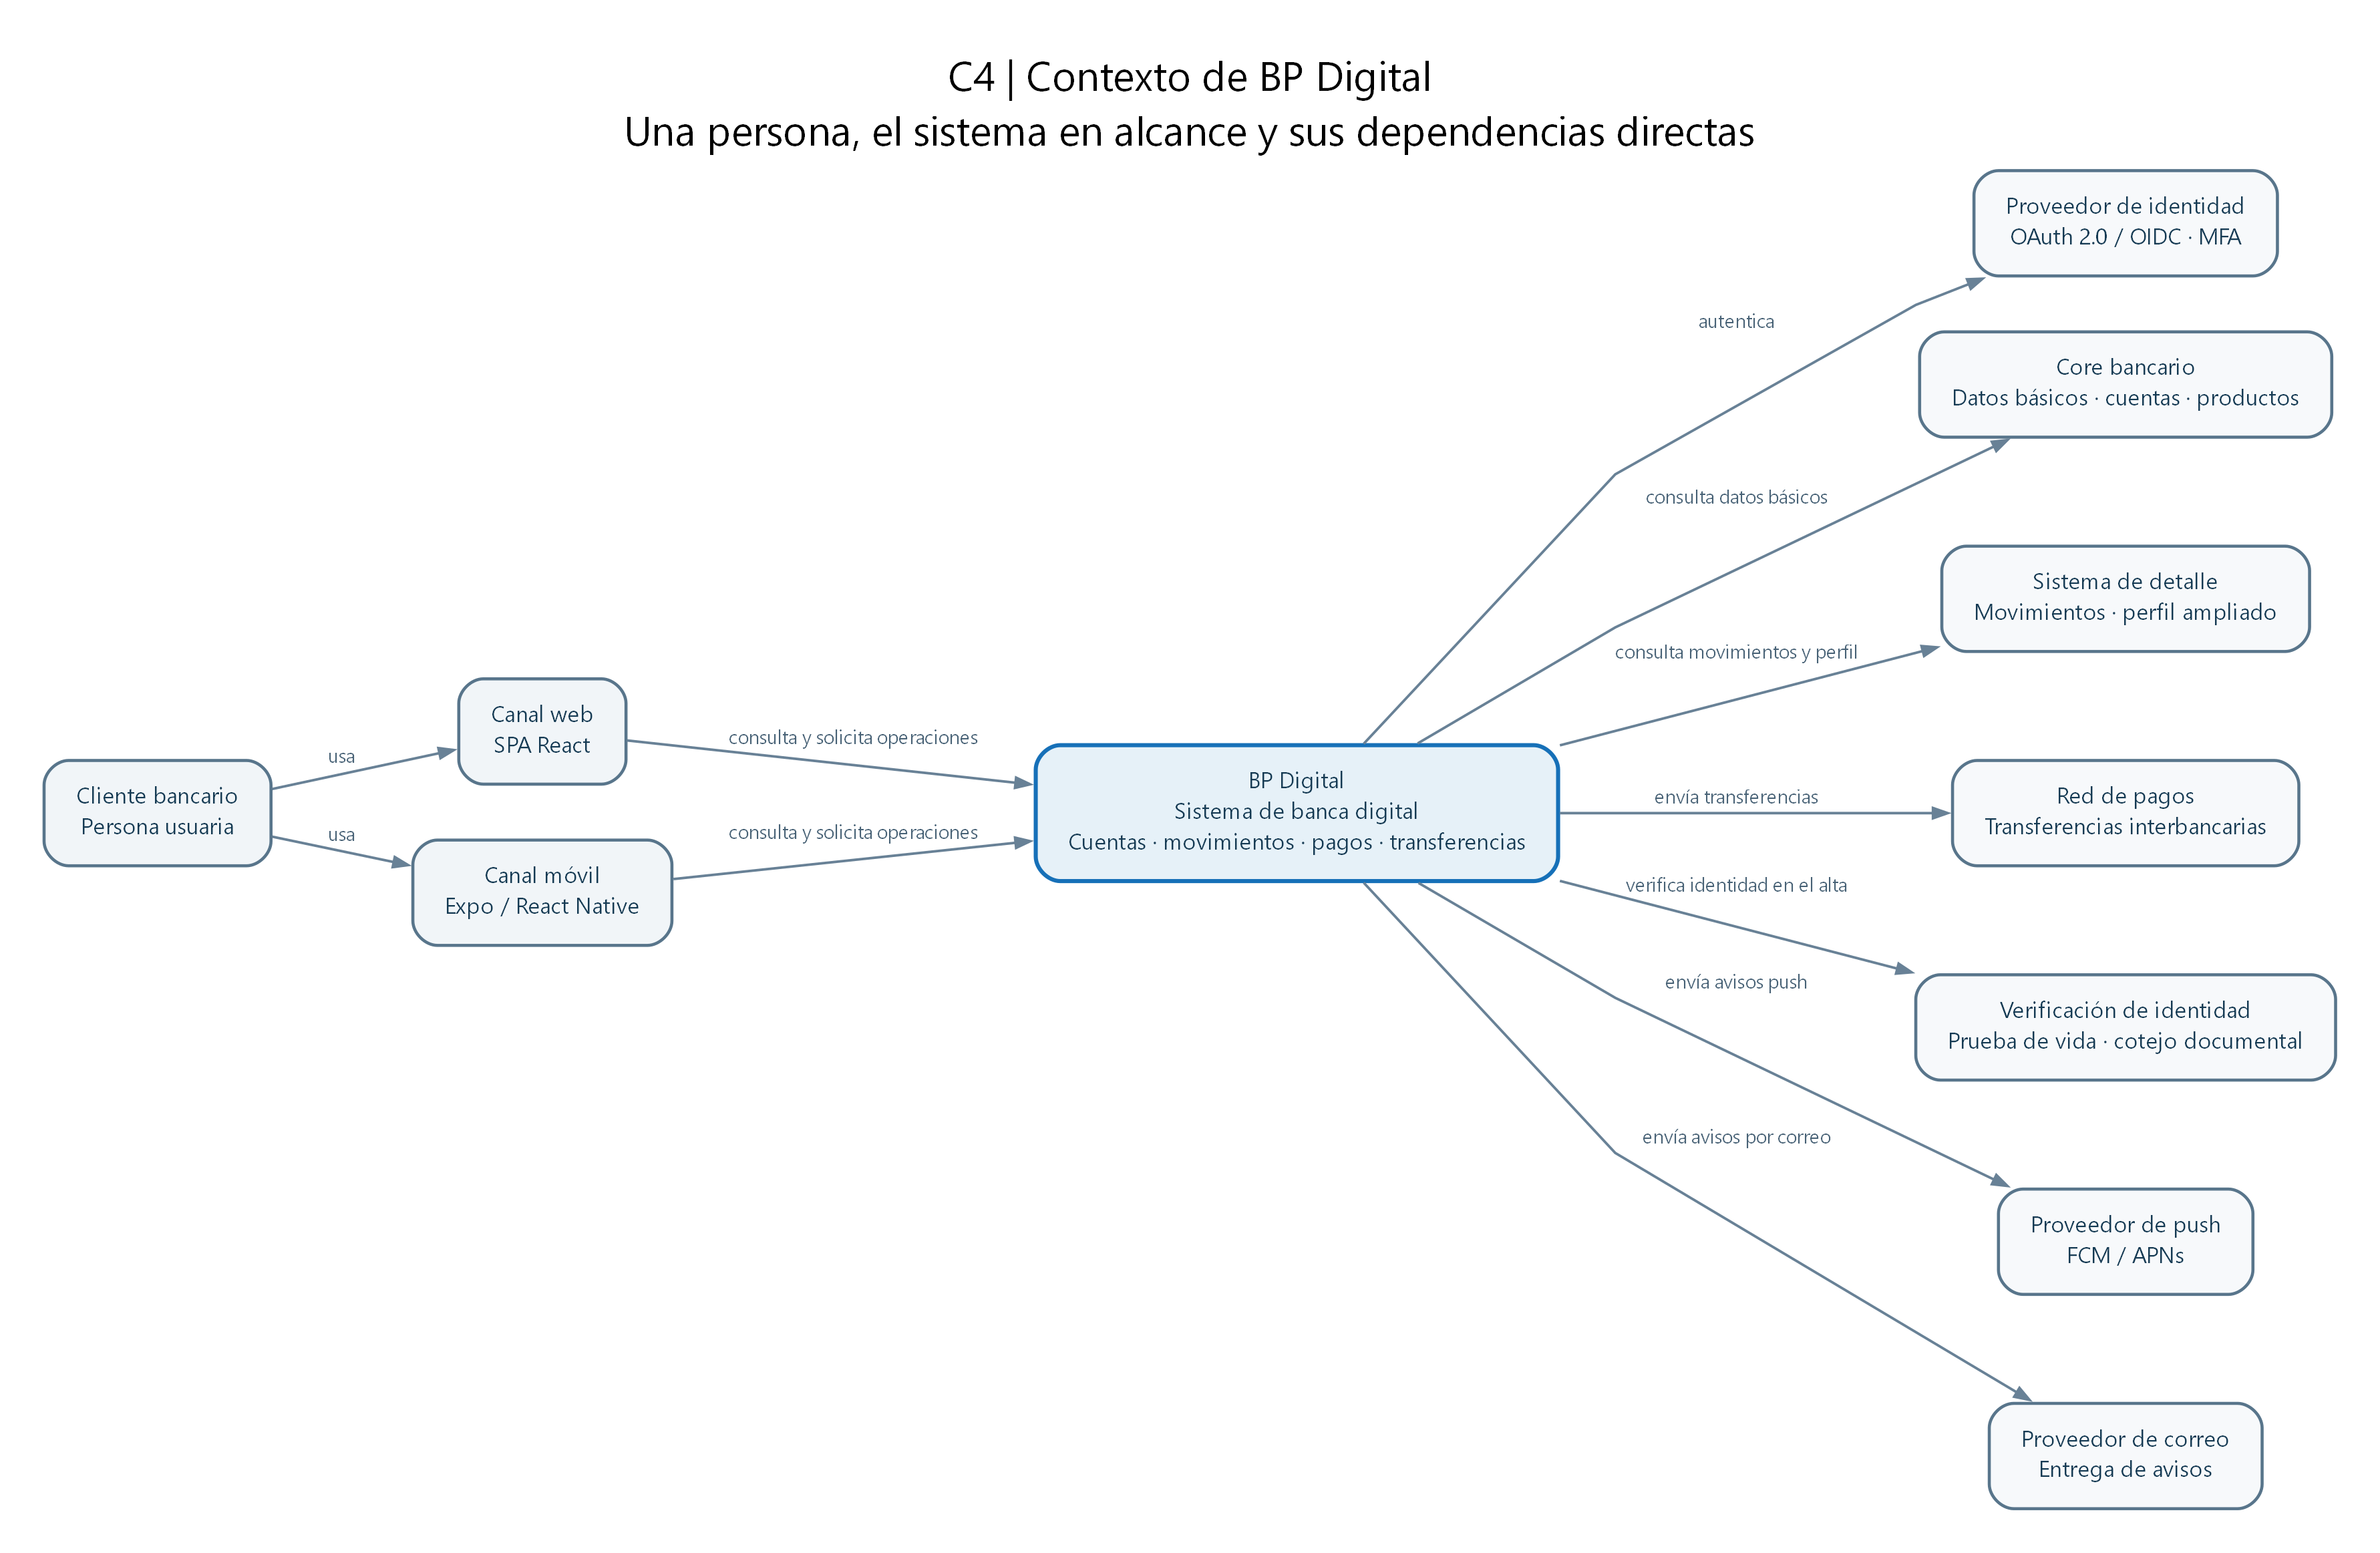 C4 | Contexto de BP Digital
Una persona, el sistema en alcance y sus dependencias directas
Cliente bancario
Persona usuaria
usa
usa
Canal web
SPA React
Canal móvil
Expo / React Native
consulta y solicita operaciones
consulta y solicita operaciones
BP Digital
Sistema de banca digital
Cuentas · movimientos · pagos · transferencias
autentica
consulta datos básicos
consulta movimientos y perfil
envía transferencias
verifica identidad en el alta
envía avisos push
envía avisos por correo
Proveedor de identidad
OAuth 2.0 / OIDC · MFA
Core bancario
Datos básicos · cuentas · productos
Sistema de detalle
Movimientos · perfil ampliado
Red de pagos
Transferencias interbancarias
Verificación de identidad
Prueba de vida · cotejo documental
Proveedor de push
FCM / APNs
Proveedor de correo
Entrega de avisos